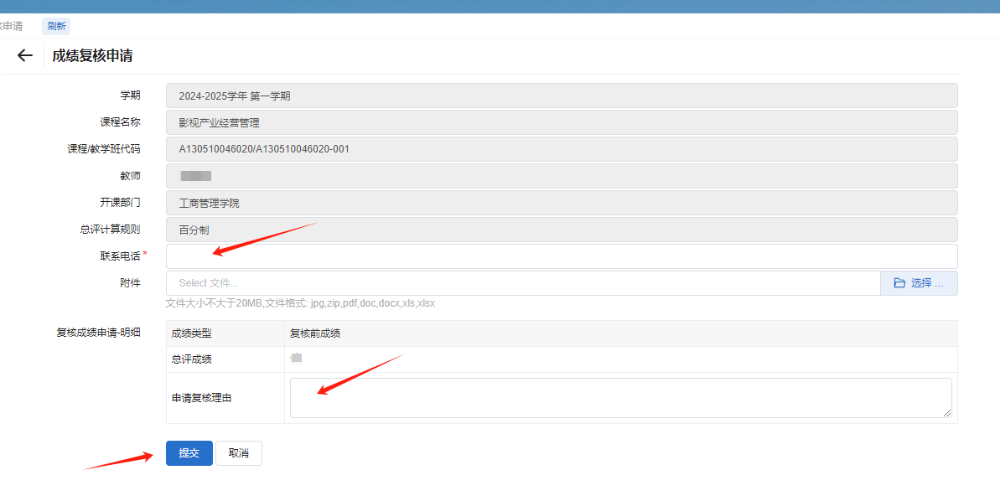 申请 刷新
成绩复核申请
学期 2024-2025学年 第一学期
课程名称 影视产业经营管理
课程/教学班代码 A130510046020/A130510046020-001
教师
开课部门 工商管理学院
总评计算规则 百分制
联系电话*
附件 Select 文件... 选择 ...
文件大小不大于20MB,文件格式: jpg,zip,pdf,doc,docx,xls,xlsx
复核成绩申请-明细 成绩类型 复核前成绩
总评成绩
申请复核理由
提交 取消